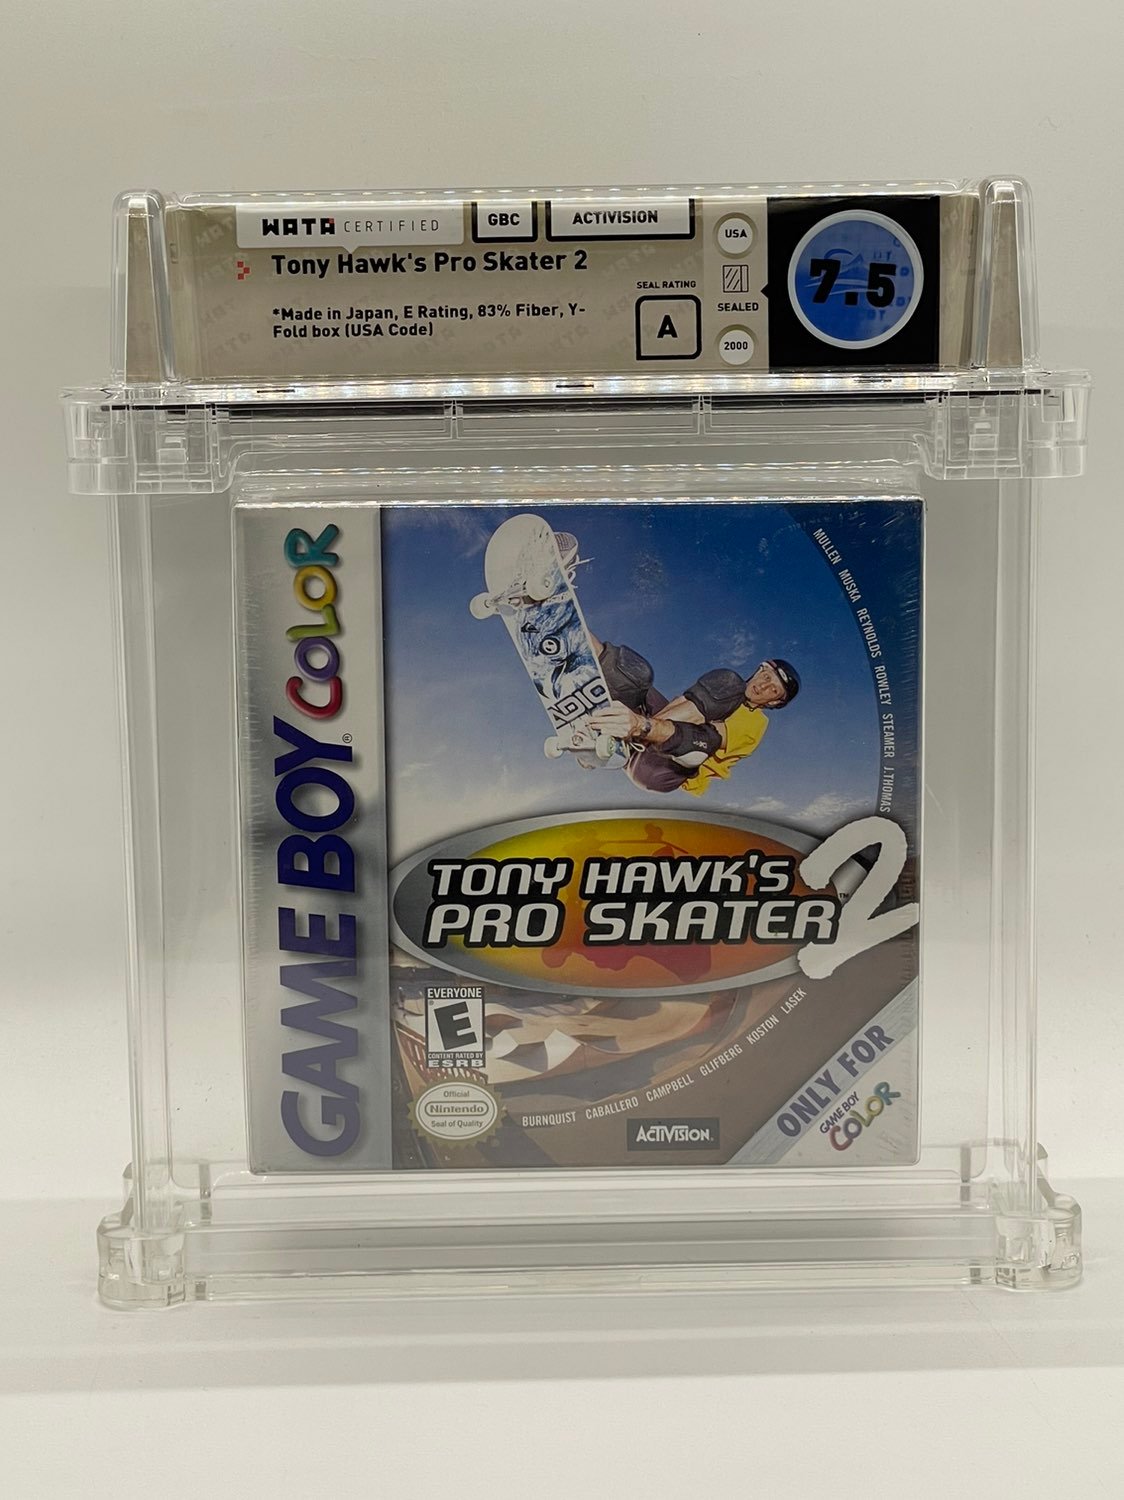 WATA CERTIFIED
GBC
ACTIVISION
Tony Hawk's Pro Skater 2
*Made in Japan, E Rating, 83% Fiber, Y-
Fold box (USA Code)
SEAL RATING
A
USA
SEALED
2000
7.5
GAME BOY® COLOR
MULLEN MUSKA REYNOLDS ROWLEY STEAMER J.THOMAS
ADIO
TONY HAWK'S
PRO SKATER 2™
EVERYONE
E
CONTENT RATED BY
ESRB
Official
Nintendo
Seal of Quality
BURNQUIST CABALLERO CAMPBELL GLIFBERG KOSTON LASEK
ACTIVISION.
ONLY FOR
GAME BOY
COLOR